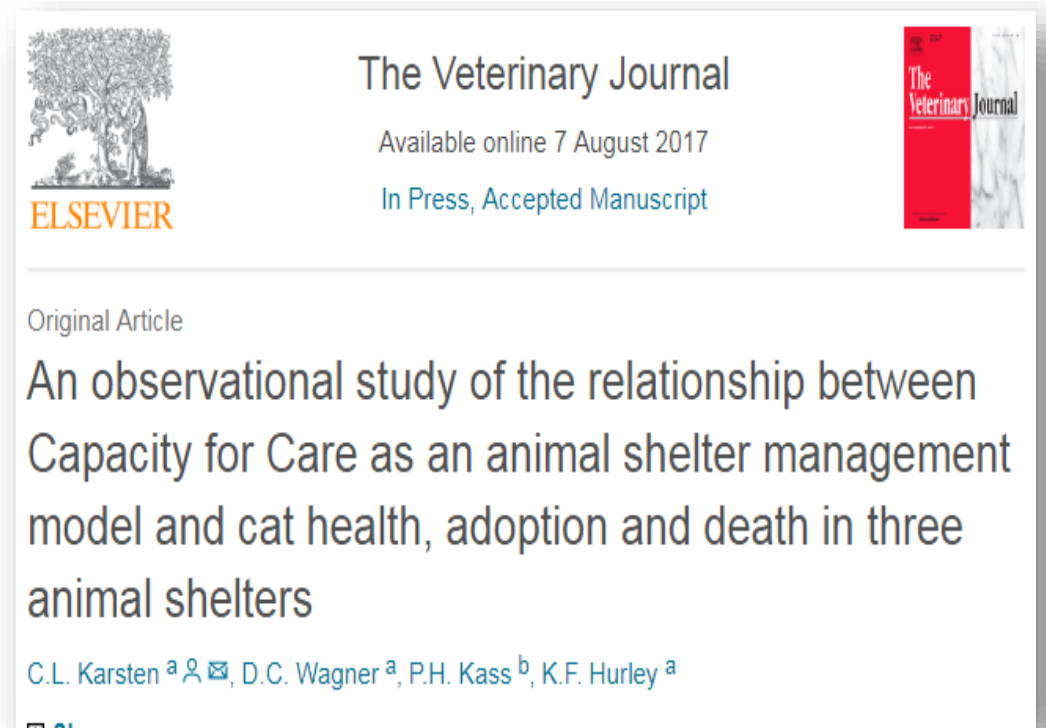 The Veterinary Journal
Available online 7 August 2017
In Press, Accepted Manuscript
ELSEVIER
The
Veterinary Journal
Original Article
An observational study of the relationship between
Capacity for Care as an animal shelter management
model and cat health, adoption and death in three
animal shelters
C.L. Karsten a, D.C. Wagner a, P.H. Kass b, K.F. Hurley a